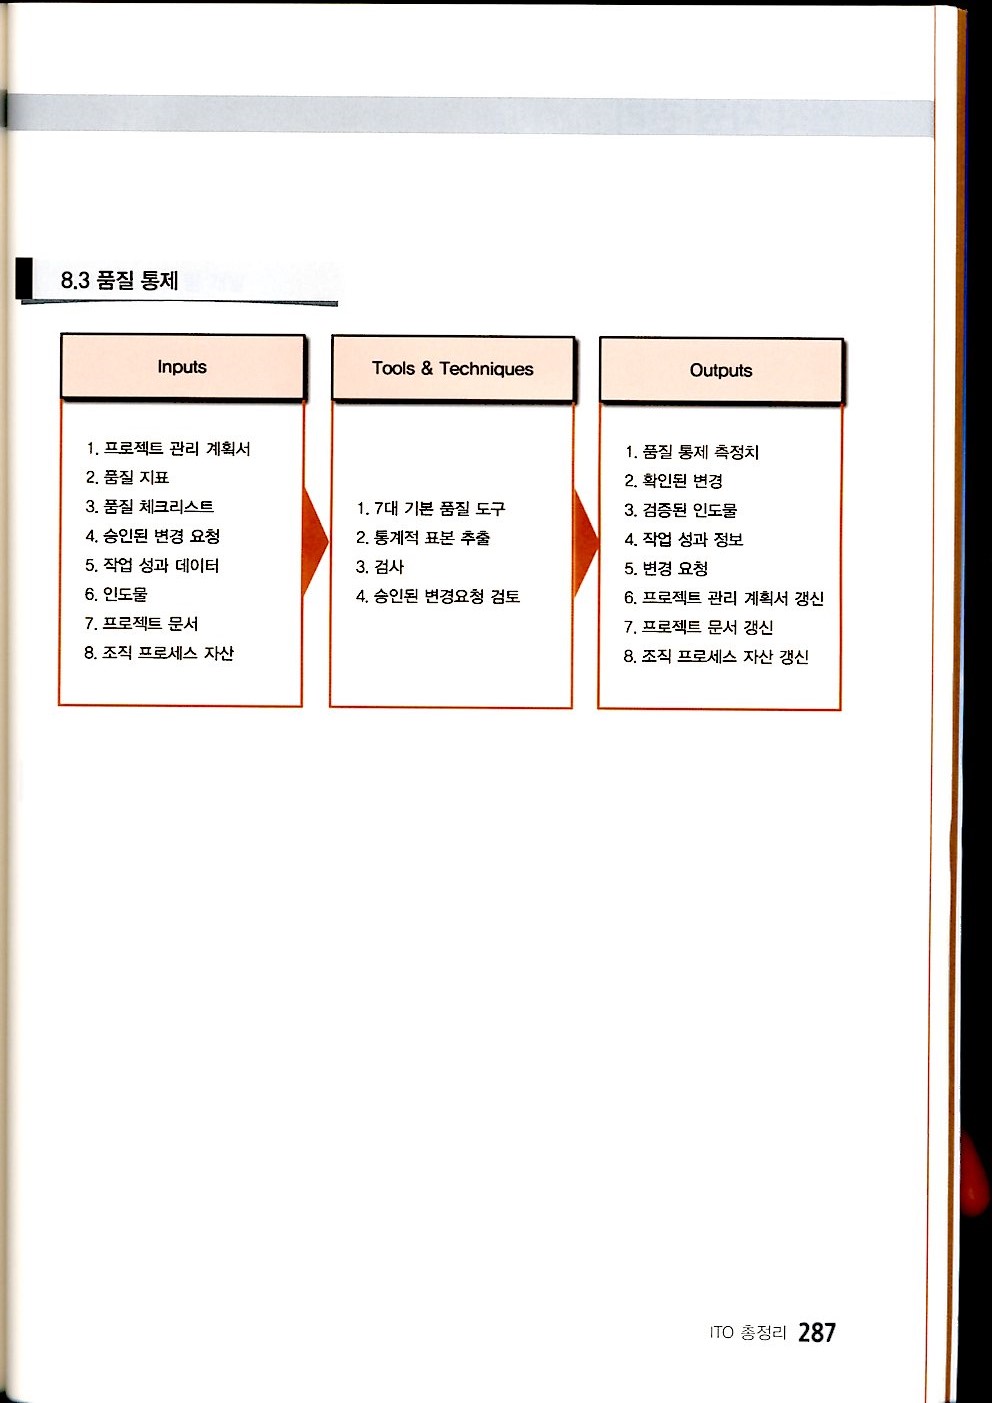 8.3 품질 통제
Inputs
1. 프로젝트 관리 계획서
2. 품질 지표
3. 품질 체크리스트
4. 승인된 변경 요청
5. 작업 성과 데이터
6. 인도물
7. 프로젝트 문서
8. 조직 프로세스 자산
Tools & Techniques
1. 7대 기본 품질 도구
2. 통계적 표본 추출
3. 검사
4. 승인된 변경요청 검토
Outputs
1. 품질 통제 측정치
2. 확인된 변경
3. 검증된 인도물
4. 작업 성과 정보
5. 변경 요청
6. 프로젝트 관리 계획서 갱신
7. 프로젝트 문서 갱신
8. 조직 프로세스 자산 갱신
ITO 총정리 287